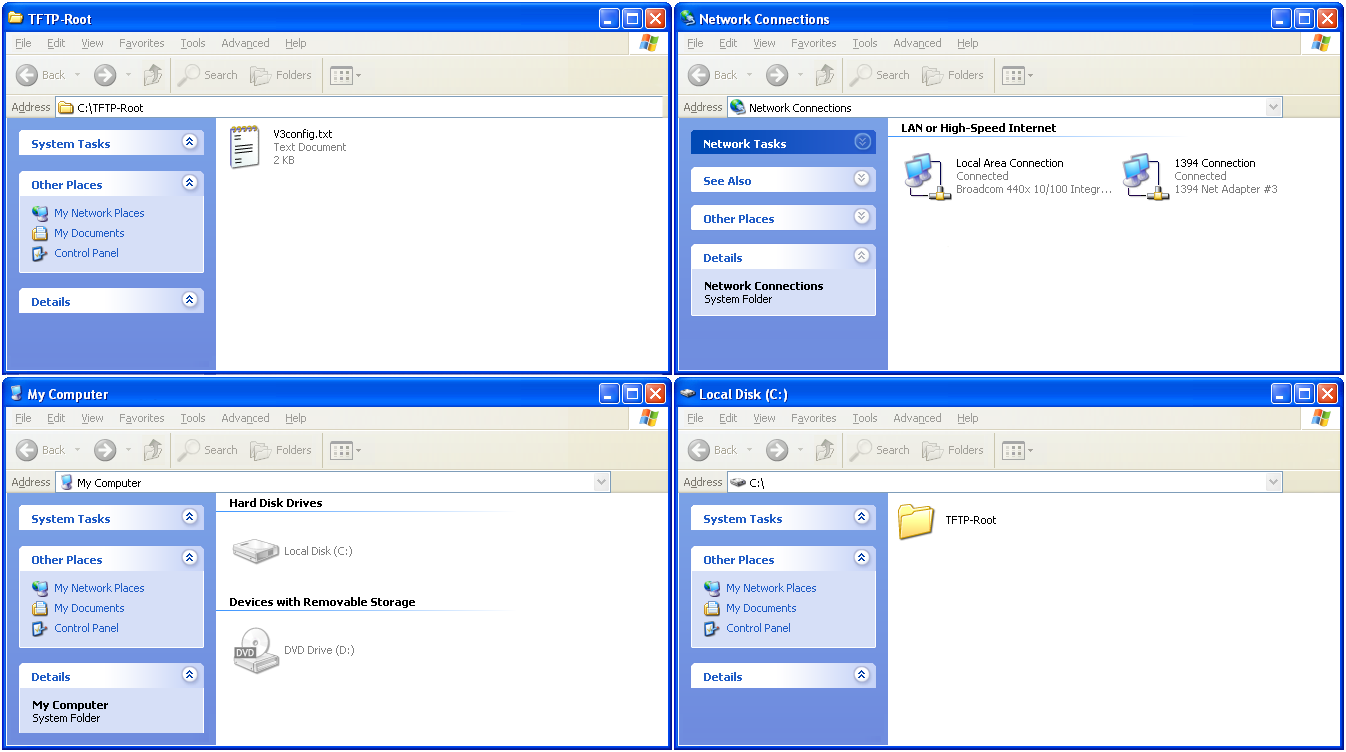 TFTP-Root
File Edit View Favorites Tools Advanced Help
Back Search Folders
Address C:\TFTP-Root
System Tasks
Other Places
My Network Places
My Documents
Control Panel
Details
V3config.txt
Text Document
2 KB
Network Connections
File Edit View Favorites Tools Advanced Help
Back Search Folders
Address Network Connections
Network Tasks
See Also
Other Places
Details
Network Connections
System Folder
LAN or High-Speed Internet
Local Area Connection
Connected
Broadcom 440x 10/100 Integr...
1394 Connection
Connected
1394 Net Adapter #3
My Computer
File Edit View Favorites Tools Advanced Help
Back Search Folders
Address My Computer
System Tasks
Other Places
My Network Places
My Documents
Control Panel
Details
My Computer
System Folder
Hard Disk Drives
Local Disk (C:)
Devices with Removable Storage
DVD
DVD Drive (D:)
Local Disk (C:)
File Edit View Favorites Tools Advanced Help
Back Search Folders
Address C:\
System Tasks
Other Places
My Network Places
My Documents
Control Panel
Details
TFTP-Root